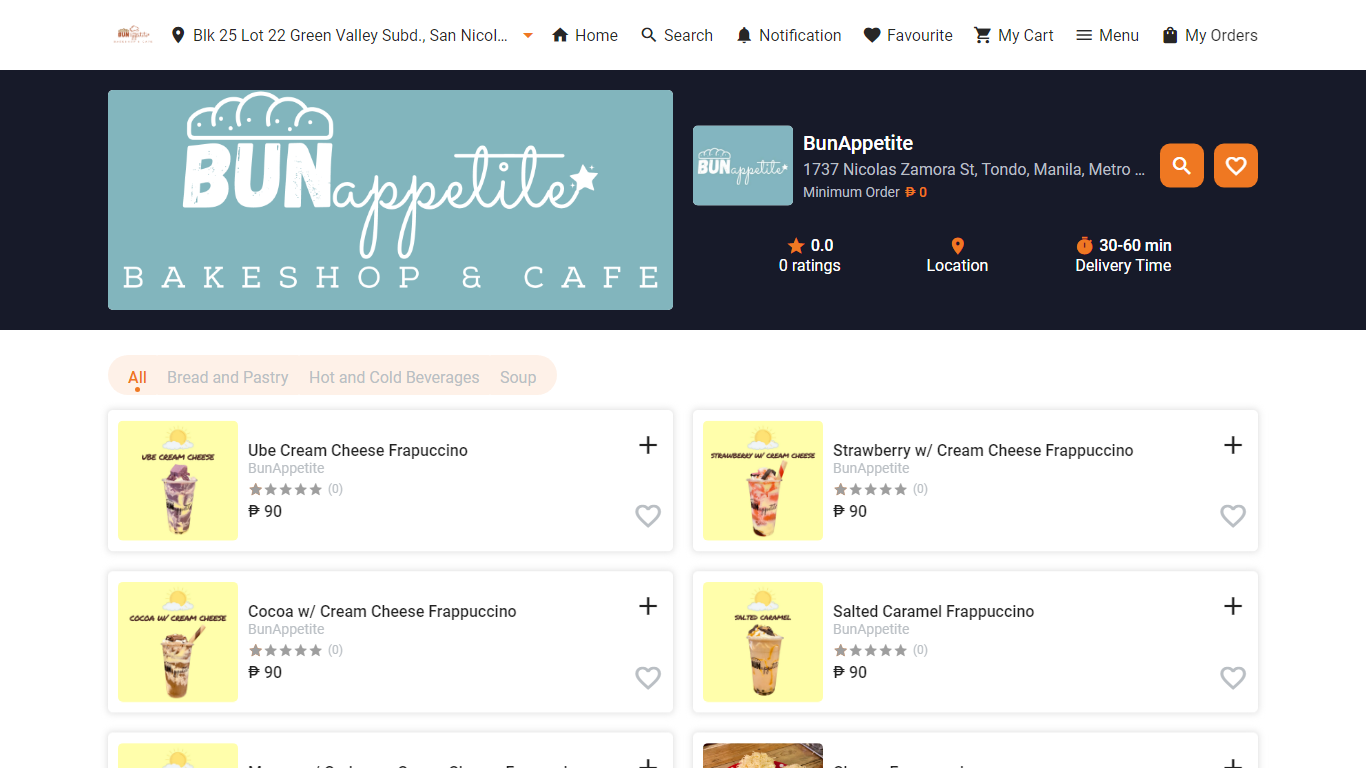 BUNappetite
Blk 25 Lot 22 Green Valley Subd., San Nicol...
Home
Search
Notification
Favourite
My Cart
Menu
My Orders
BUNappetite
BAKESHOP & CAFE
BUNappetite
BunAppetite
1737 Nicolas Zamora St, Tondo, Manila, Metro ...
Minimum Order ₱ 0
0.0
0 ratings
Location
30-60 min
Delivery Time
All
Bread and Pastry
Hot and Cold Beverages
Soup
UBE CREAM CHEESE
Ube Cream Cheese Frapuccino
BunAppetite
(0)
₱ 90
STRAWBERRY W/ CREAM CHEESE
Strawberry w/ Cream Cheese Frappuccino
BunAppetite
(0)
₱ 90
COCOA W/ CREAM CHEESE
Cocoa w/ Cream Cheese Frappuccino
BunAppetite
(0)
₱ 90
SALTED CARAMEL
Salted Caramel Frappuccino
BunAppetite
(0)
₱ 90